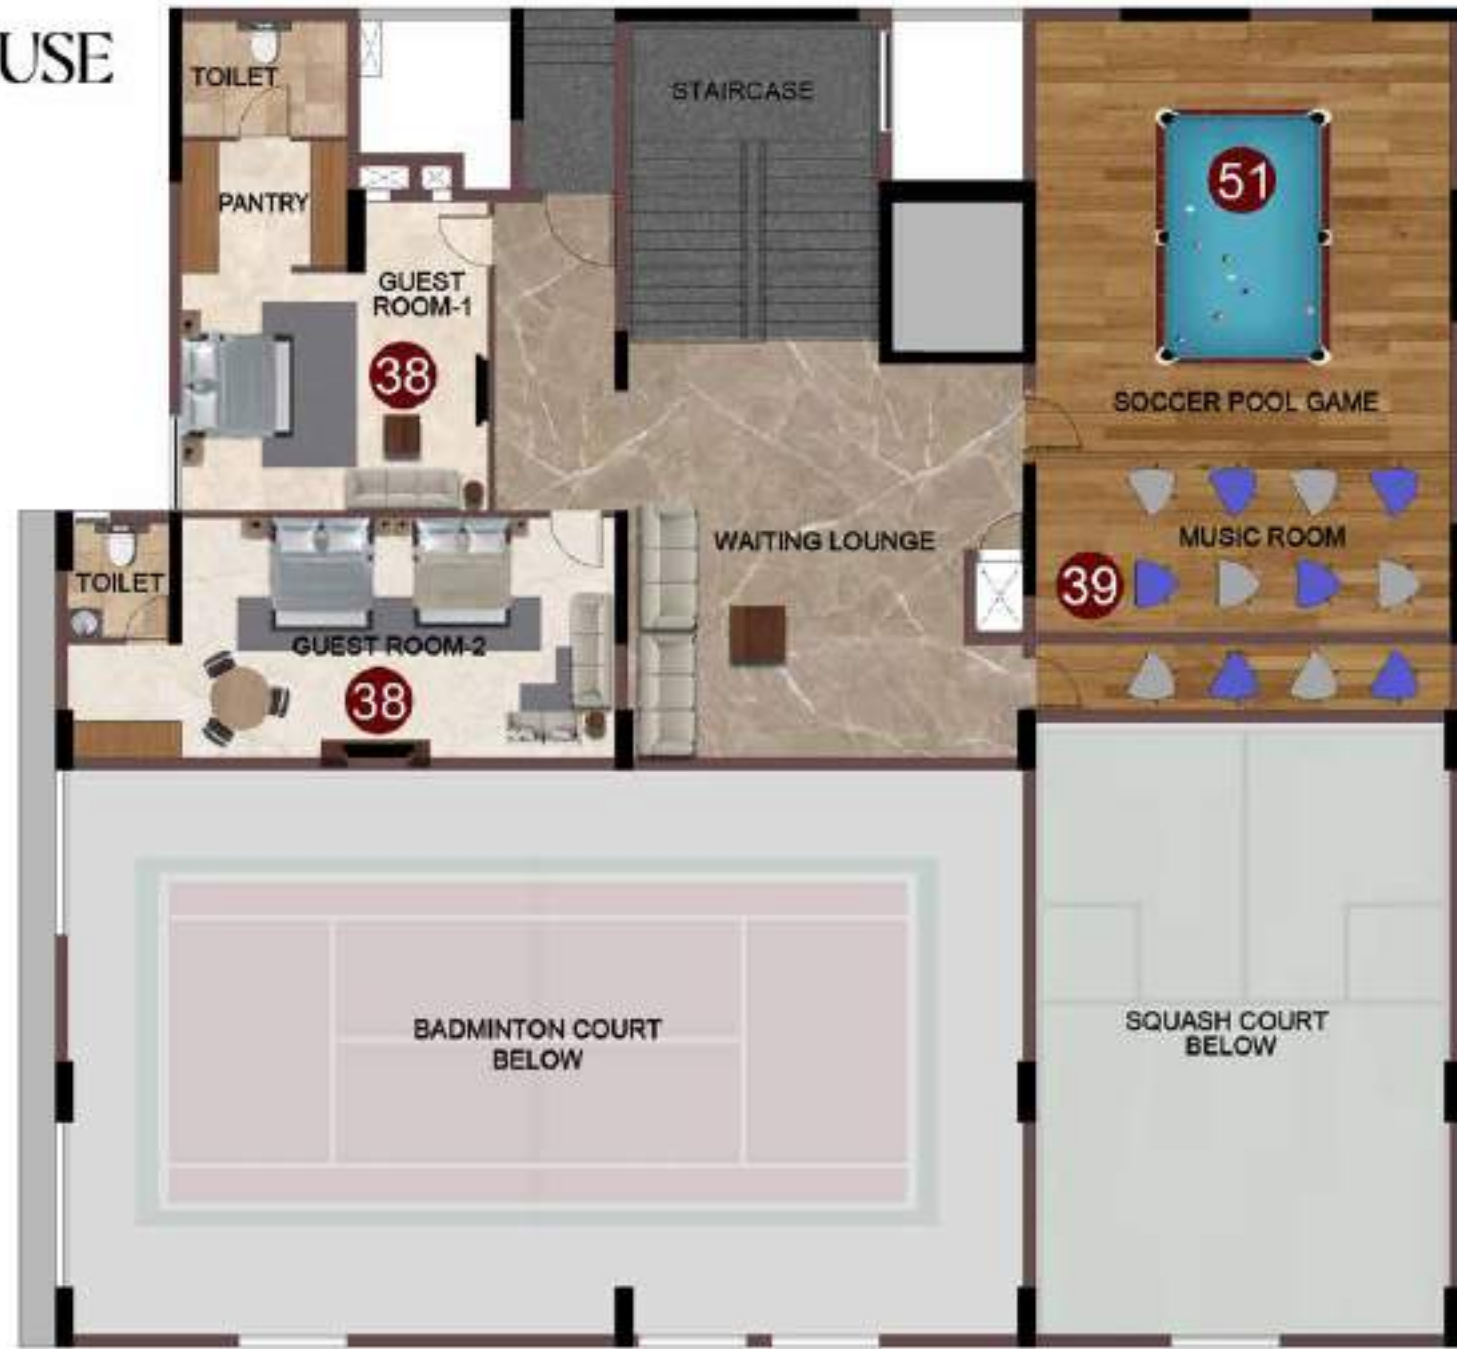 USE
TOILET
STAIRCASE
51
PANTRY
GUEST
ROOM-1
38
SOCCER POOL GAME
WAITING LOUNGE
MUSIC ROOM
39
TOILET
GUEST ROOM-2
38
BADMINTON COURT
BELOW
SQUASH COURT
BELOW